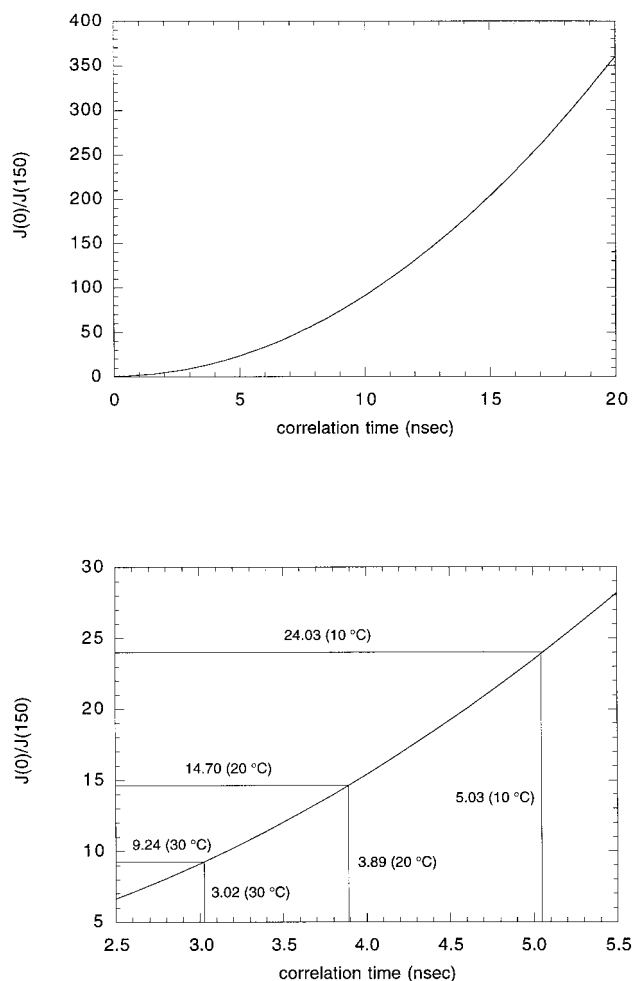 400
350
300
250
200
150
100
50
0
J(0)/J(150)
0 5 10 15 20
correlation time (nsec)
30
25
20
15
10
5
J(0)/J(150)
24.03 (10 °C)
14.70 (20 °C)
9.24 (30 °C)
5.03 (10 °C)
3.89 (20 °C)
3.02 (30 °C)
2.5 3.0 3.5 4.0 4.5 5.0 5.5
correlation time (nsec)